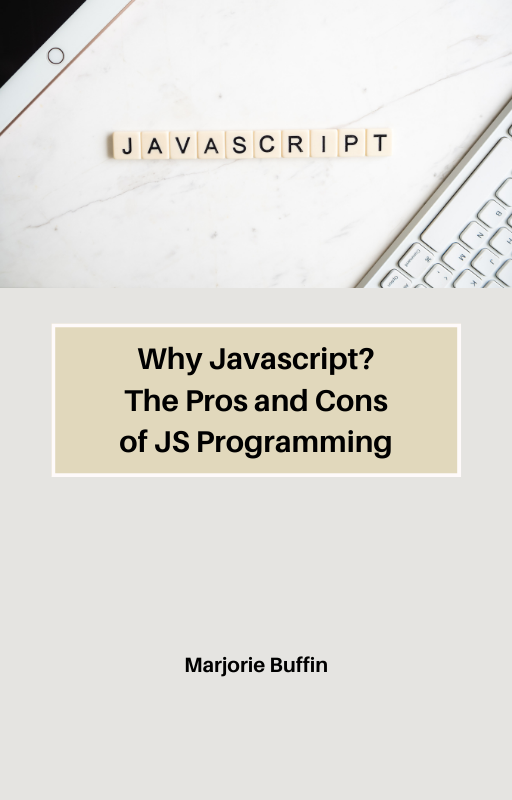 JAVASCRIPT
Why Javascript?
The Pros and Cons
of JS Programming
Marjorie Buffin